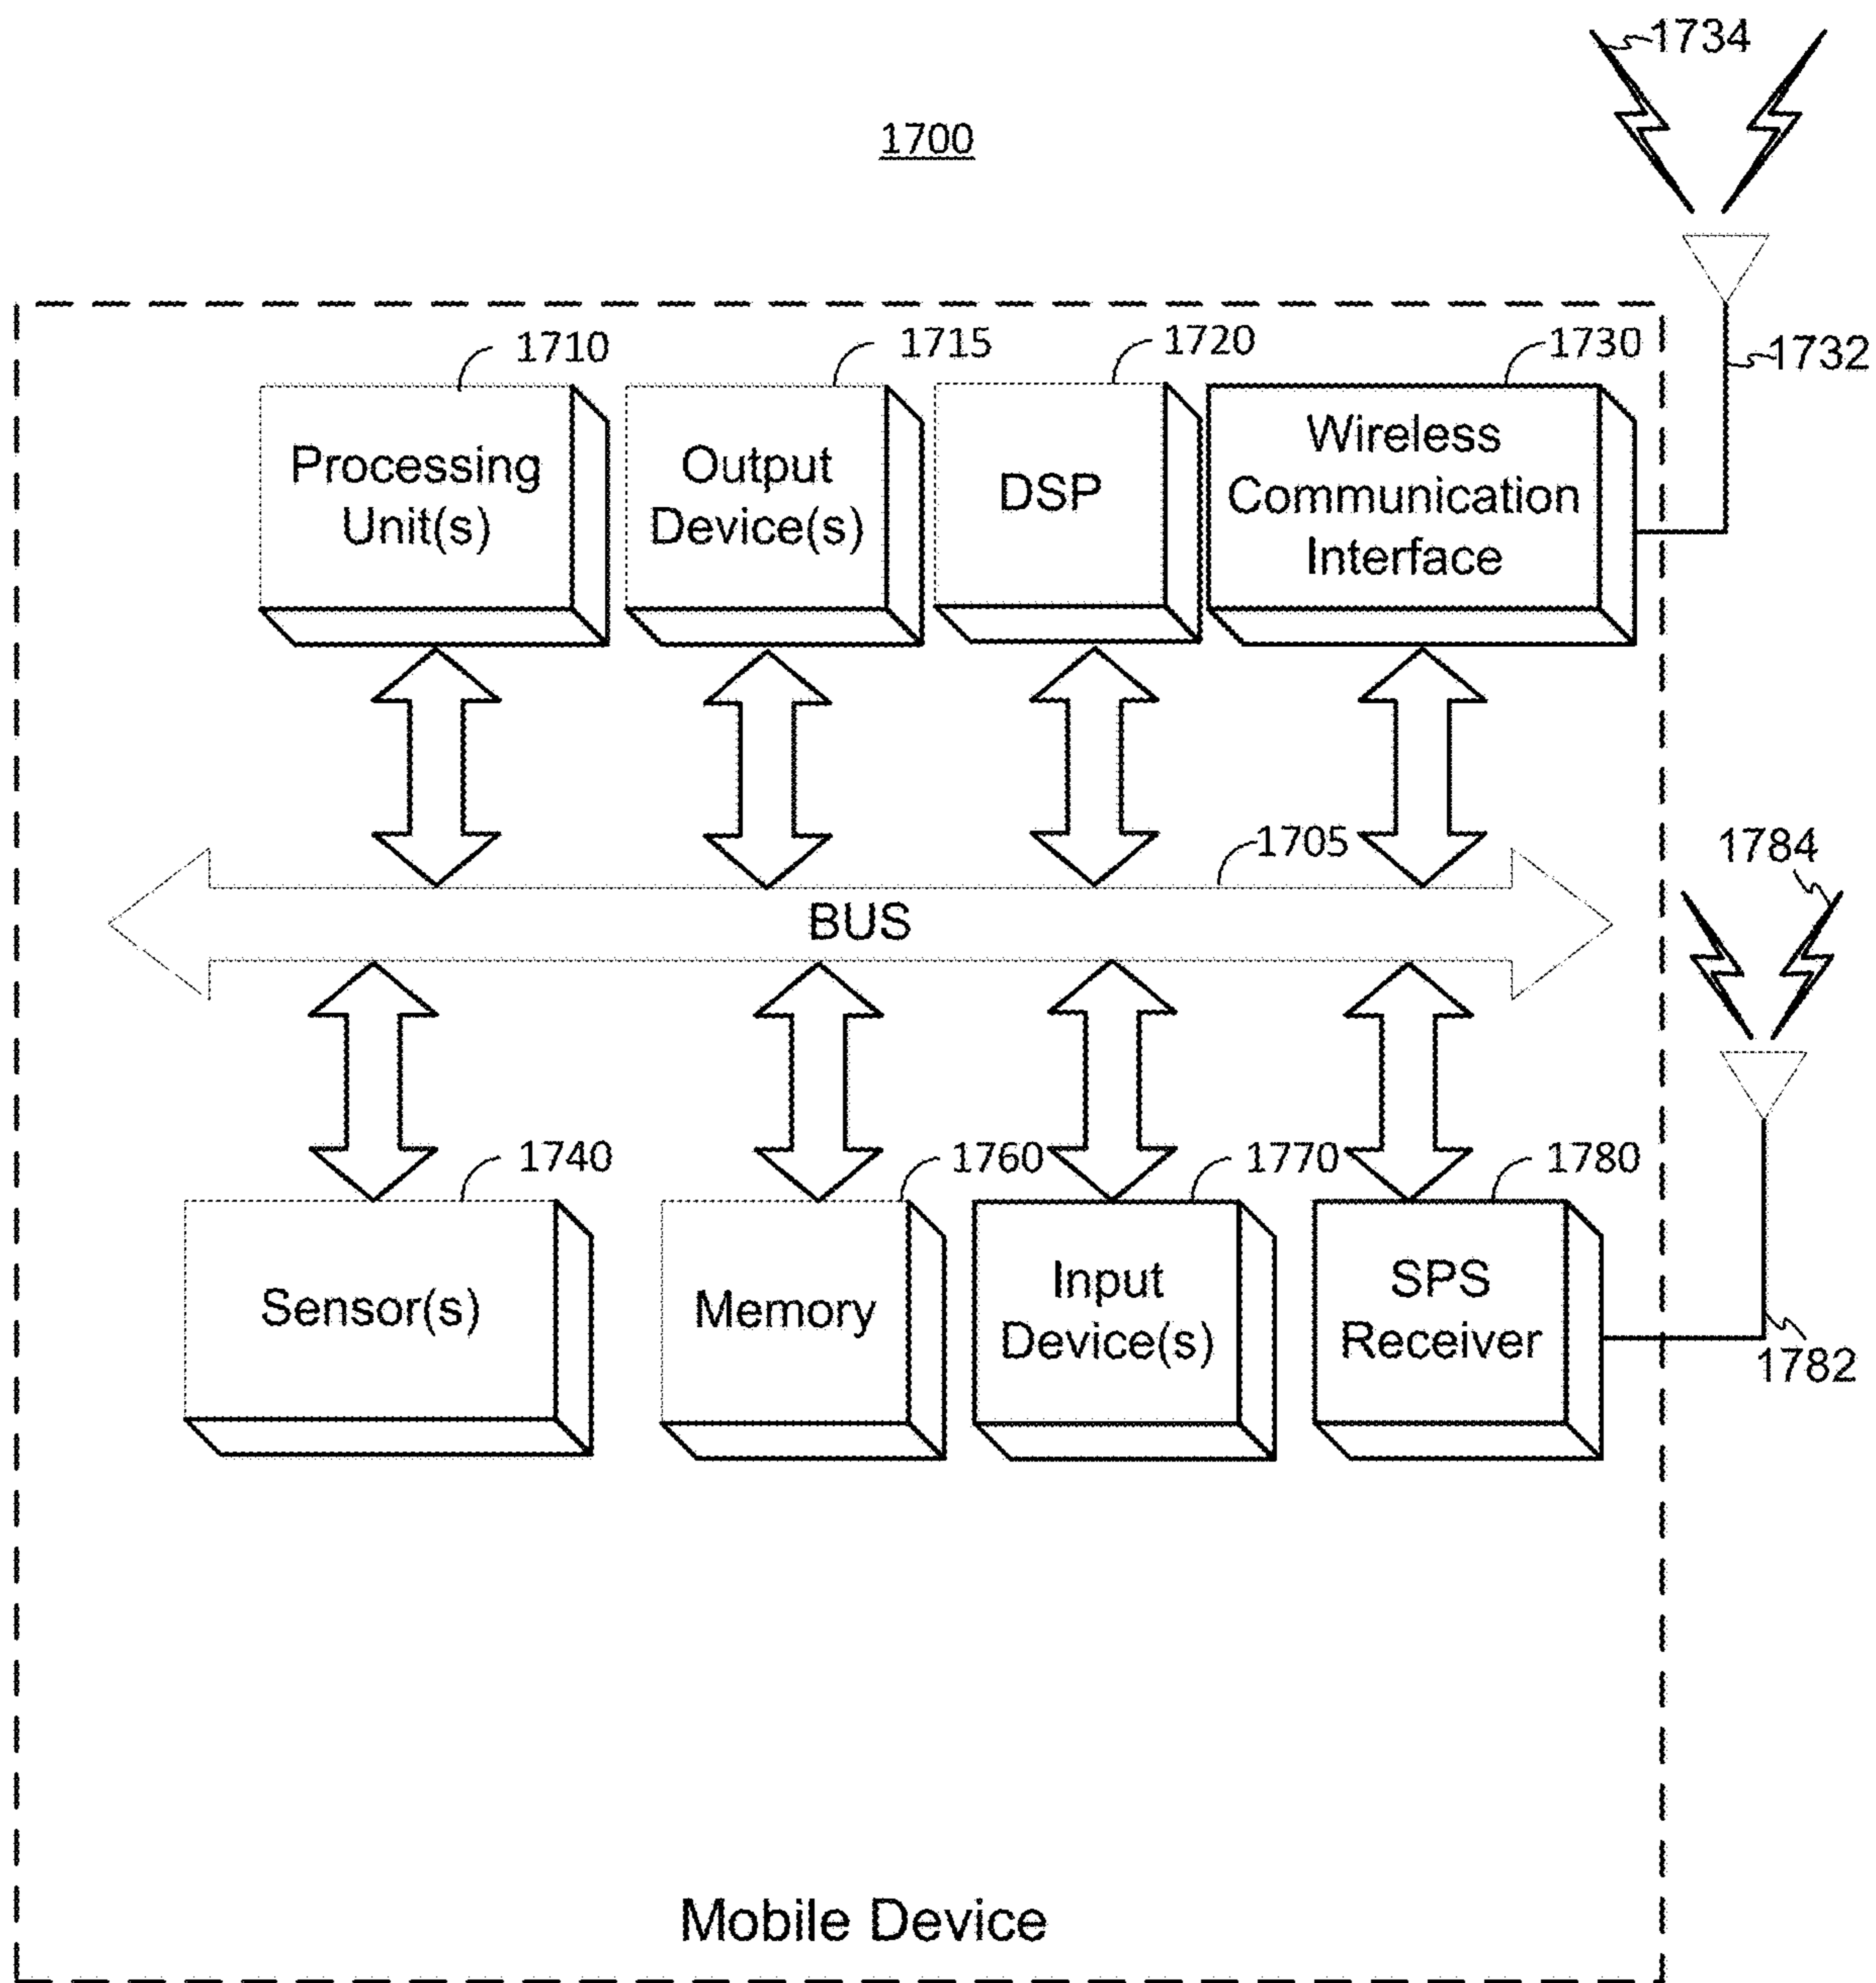 1734
1700
1710
1715
1720
1730
1732
Processing
Unit(s)
Output
Device(s)
DSP
Wireless
Communication
Interface
1705
BUS
1784
1740
1760
1770
1780
Sensor(s)
Memory
Input
Device(s)
SPS
Receiver
1782
Mobile Device